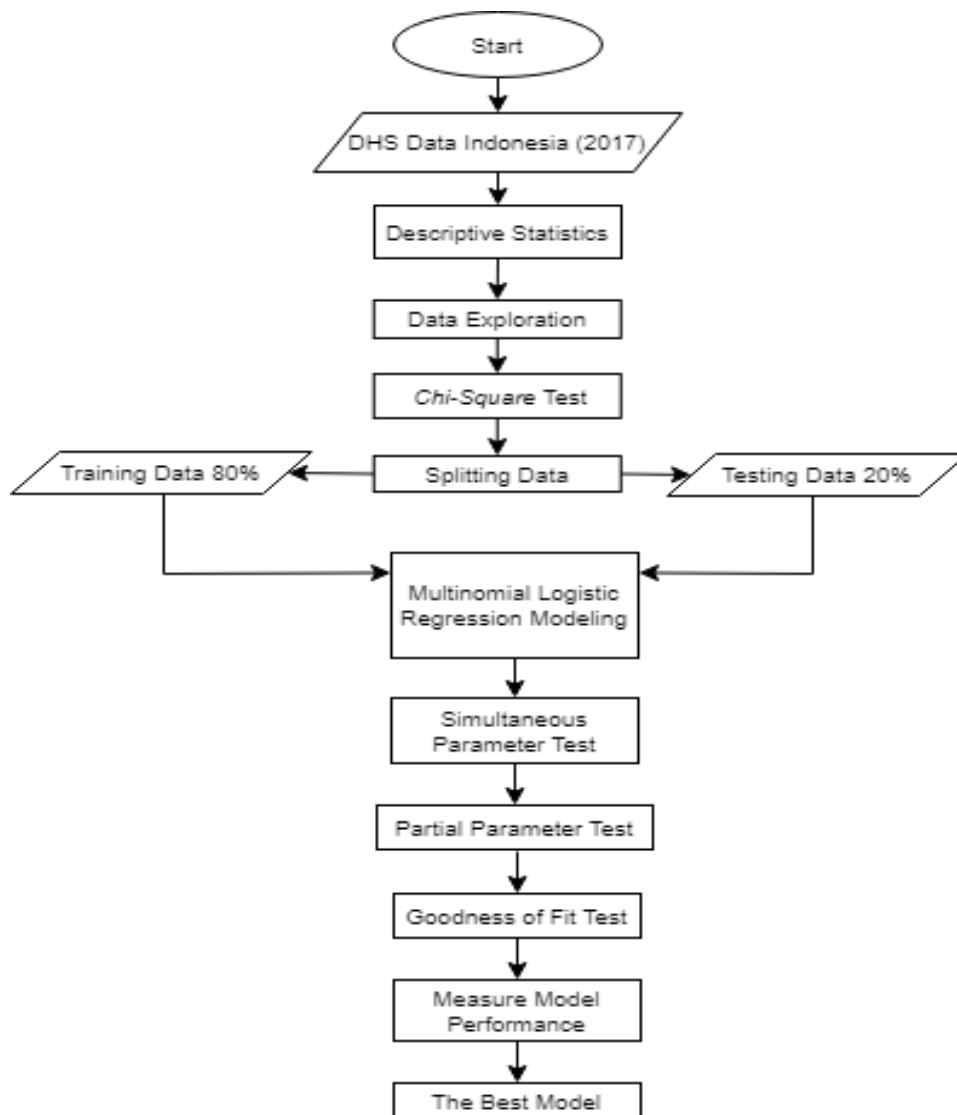 Start
DHS Data Indonesia (2017)
Descriptive Statistics
Data Exploration
Chi-Square Test
Training Data 80%
Splitting Data
Testing Data 20%
Multinomial Logistic
Regression Modeling
Simultaneous
Parameter Test
Partial Parameter Test
Goodness of Fit Test
Measure Model
Performance
The Best Model